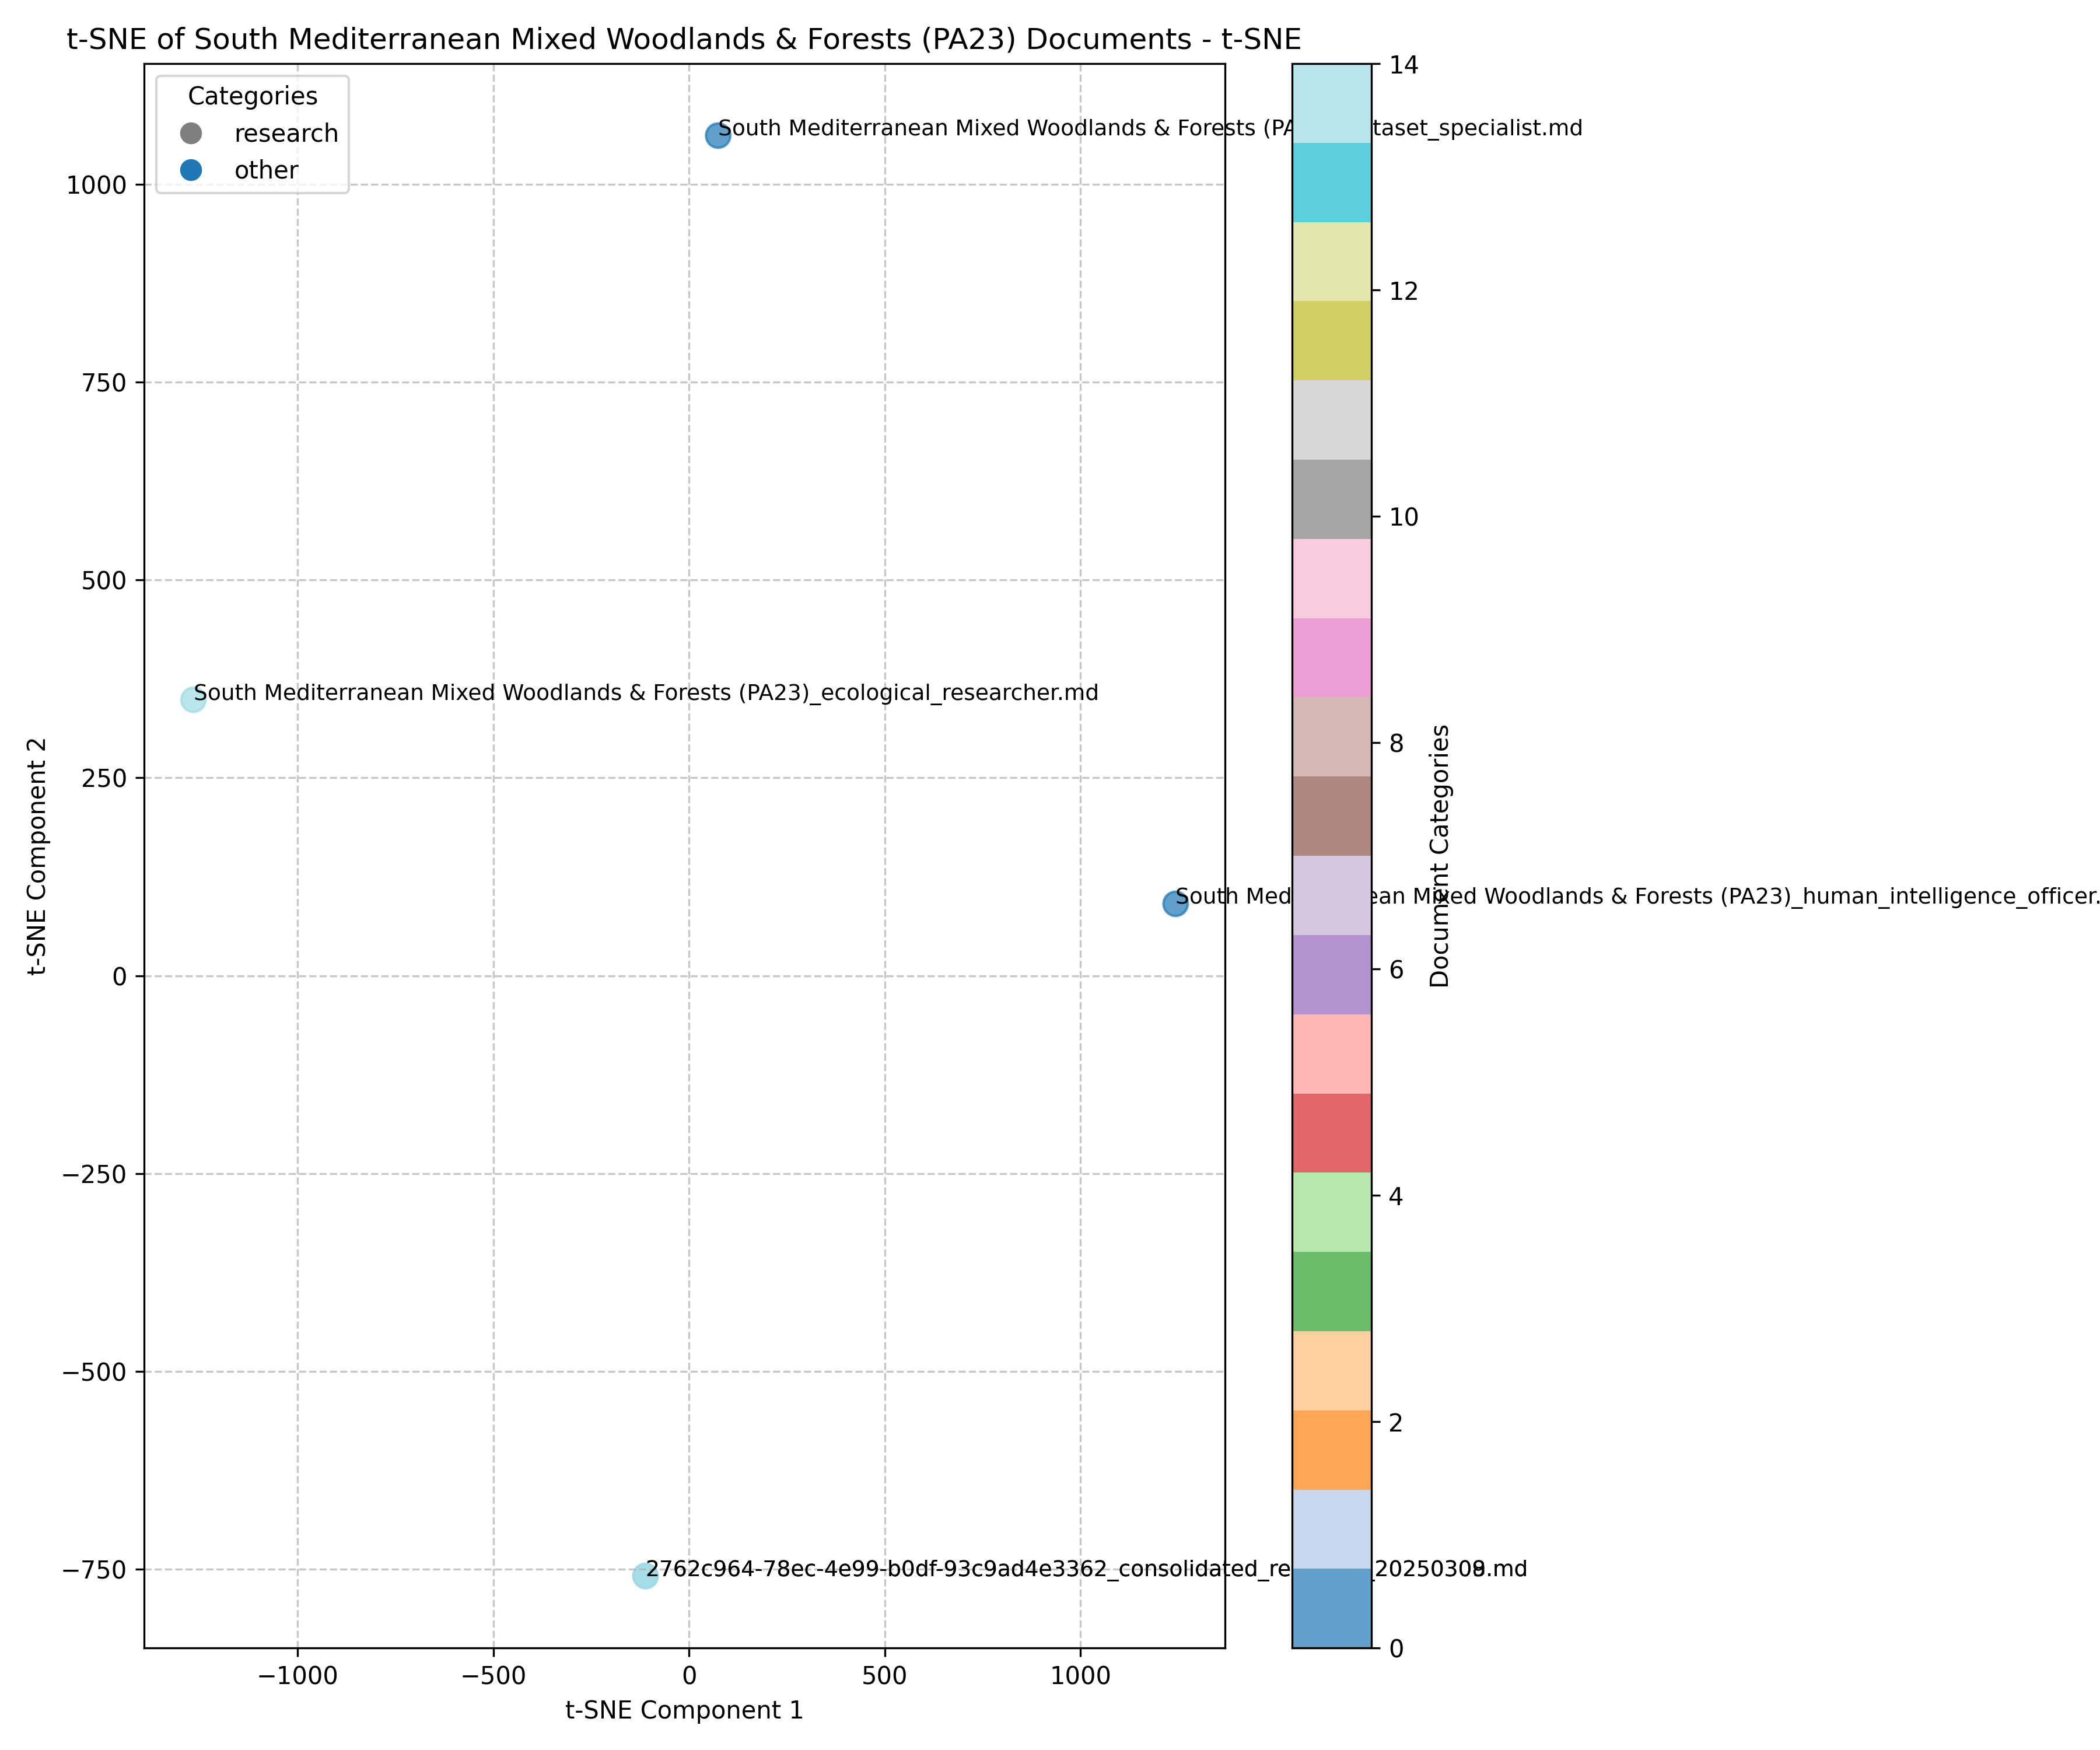 t-SNE of South Mediterranean Mixed Woodlands & Forests (PA23) Documents - t-SNE
Categories
research
other
South Mediterranean Mixed Woodlands & Forests (PA taset_specialist.md
South Mediterranean Mixed Woodlands & Forests (PA23)_ecological_researcher.md
South Med ean Mixed Woodlands & Forests (PA23)_human_intelligence_officer.
2762c964-78ec-4e99-b0df-93c9ad4e3362_consolidated_re
1000
750
500
250
0
−250
−500
−750
t-SNE Component 2
−1000
−500
0
500
1000
t-SNE Component 1
14
12
10
8
6
4
2
0
Document Categories